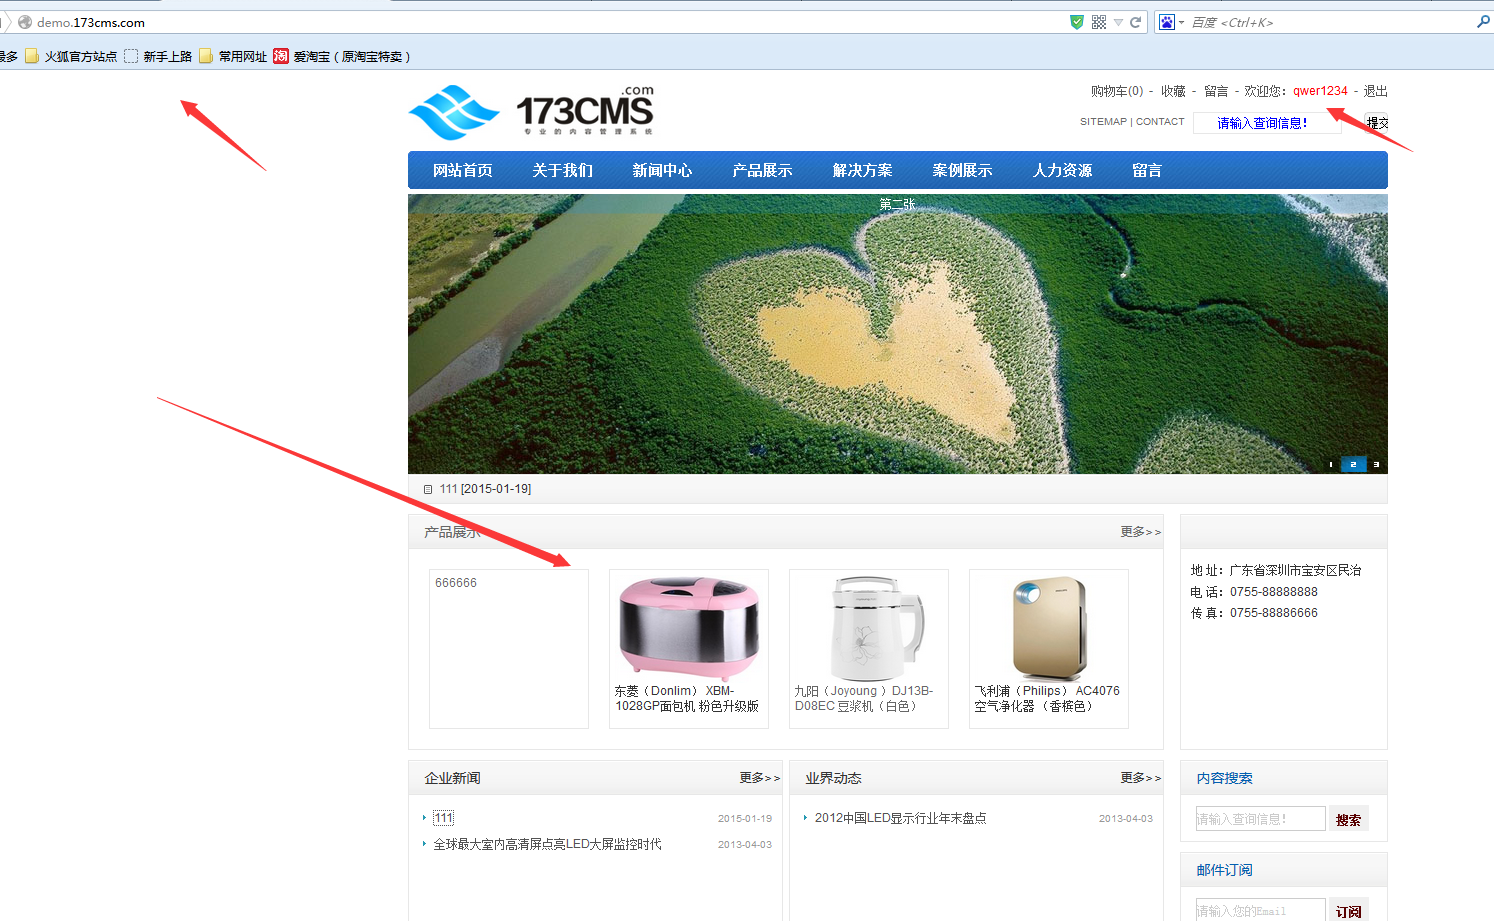 demo.173cms.com
百度 <Ctrl+K>
最多 火狐官方站点 新手上路 常用网址 淘 爱淘宝（原淘宝特卖）
173CMS.com
专业的内容管理系统
购物车(0) - 收藏 - 留言 - 欢迎您：qwer1234 - 退出
SITEMAP | CONTACT 请输入查询信息! 提交
网站首页 关于我们 新闻中心 产品展示 解决方案 案例展示 人力资源 留言
第二张
1 2 3
111 [2015-01-19]
产品展示 更多>>
666666
东菱（Donlim） XBM-
1028GP面包机 粉色升级版
九阳（Joyoung ）DJ13B-
D08EC 豆浆机（白色）
飞利浦（Philips） AC4076
空气净化器 （香槟色）
地 址：广东省深圳市宝安区民治
电 话：0755-88888888
传 真：0755-88886666
企业新闻 更多>>
111 2015-01-19
全球最大室内高清屏点亮LED大屏监控时代 2013-04-03
业界动态 更多>>
2012中国LED显示行业年末盘点 2013-04-03
内容搜索
请输入查询信息! 搜索
邮件订阅
请输入您的Email 订阅